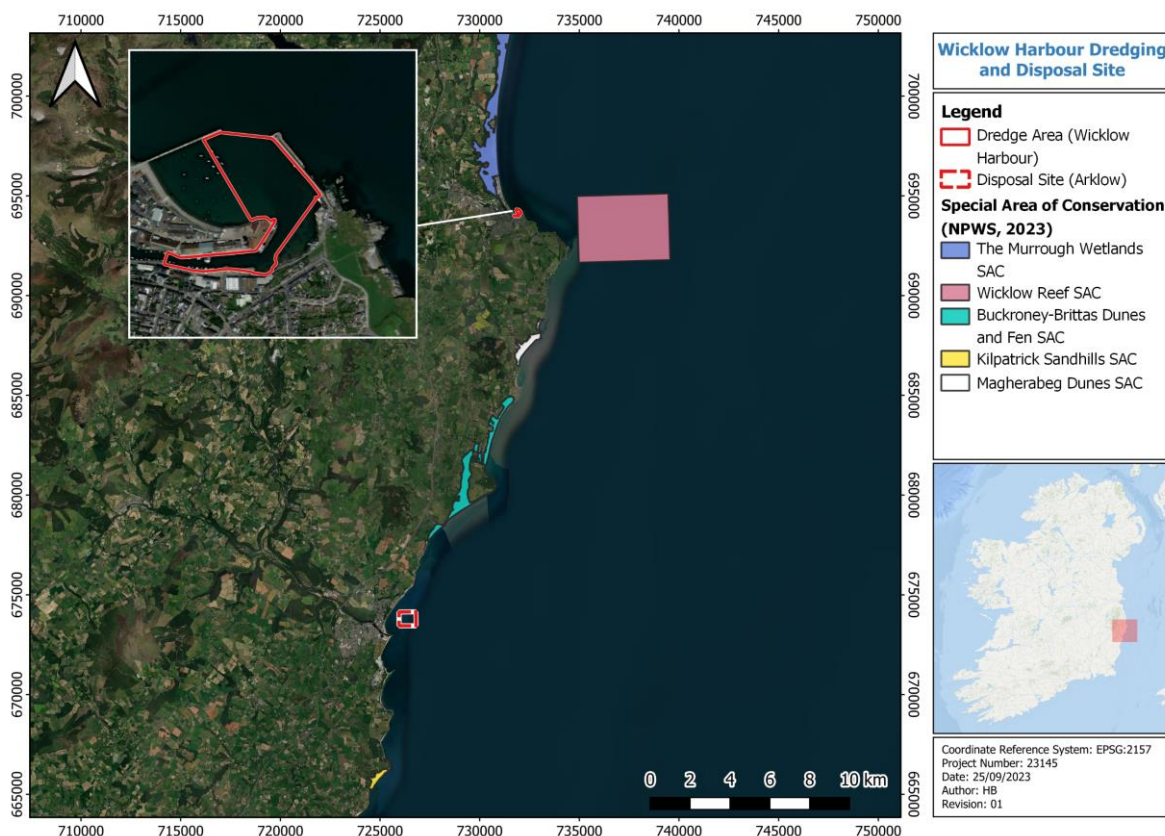 710000 715000 720000 725000 730000 735000 740000 745000 750000
700000
695000
690000
685000
680000
675000
670000
665000
700000
695000
690000
685000
680000
675000
670000
665000
0 2 4 6 8 10 km
710000 715000 720000 725000 730000 735000 740000 745000 750000
Wicklow Harbour Dredging
and Disposal Site
Legend
Dredge Area (Wicklow
Harbour)
Disposal Site (Arklow)
Special Area of Conservation
(NPWS, 2023)
The Murrough Wetlands
SAC
Wicklow Reef SAC
Buckroney-Brittas Dunes
and Fen SAC
Kilpatrick Sandhills SAC
Magherabeg Dunes SAC
Coordinate Reference System: EPSG:2157
Project Number: 23145
Date: 25/09/2023
Author: HB
Revision: 01